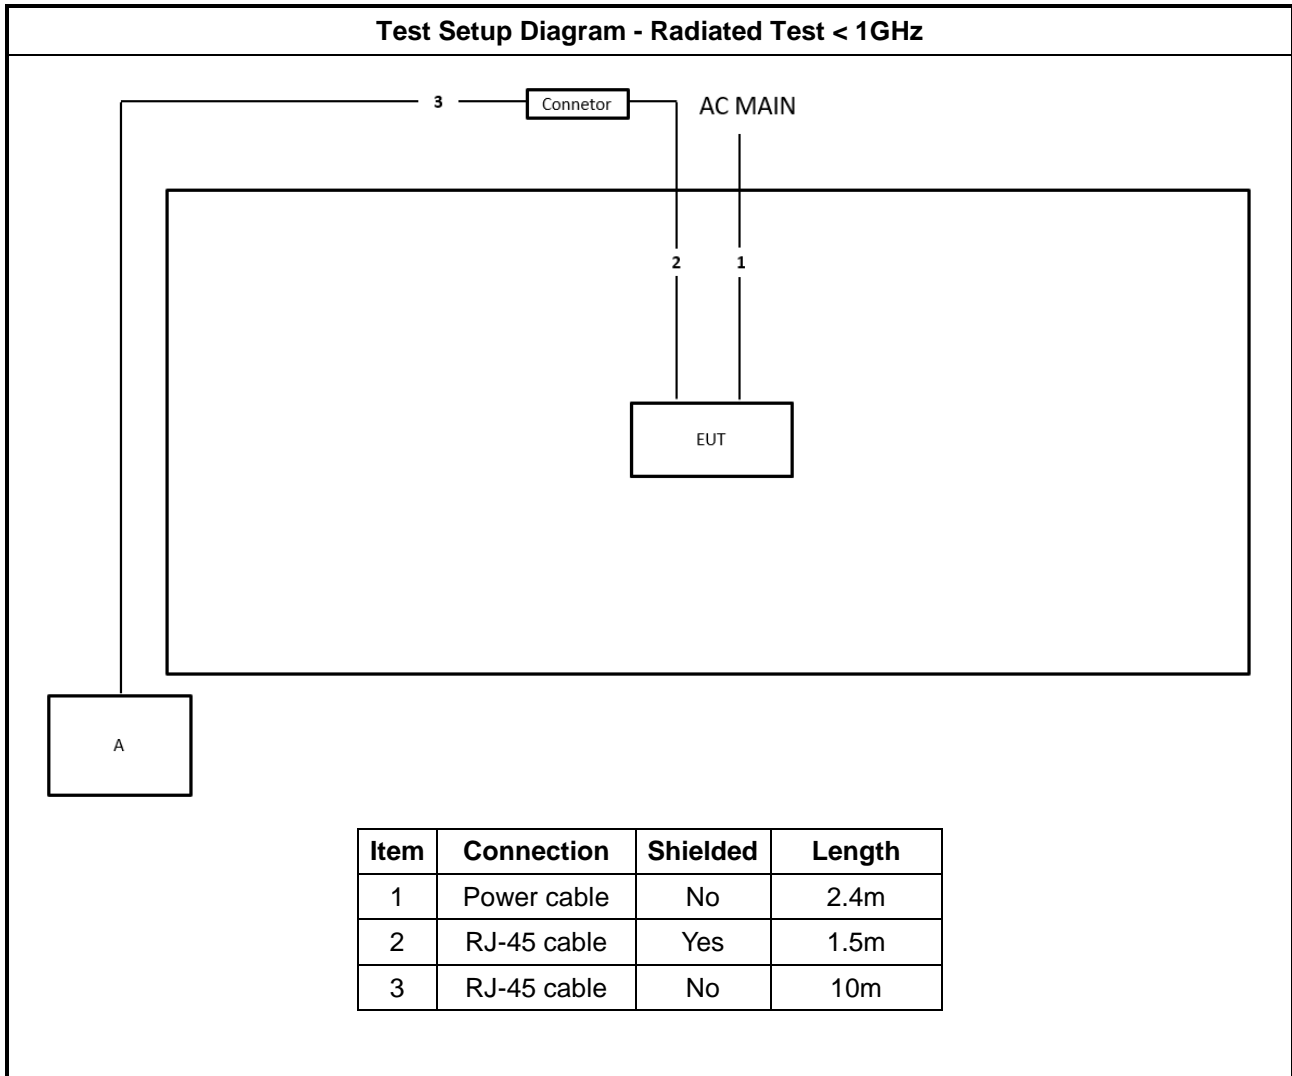 Test Setup Diagram - Radiated Test < 1GHz
3
Connetor
AC MAIN
2
1
EUT
A
Item Connection Shielded Length
1 Power cable No 2.4m
2 RJ-45 cable Yes 1.5m
3 RJ-45 cable No 10m